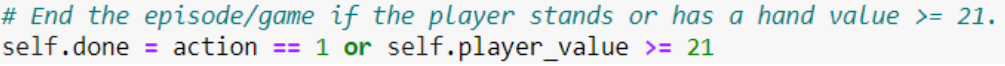 # End the episode/game if the player stands or has a hand value >= 21.
self.done = action == 1 or self.player_value >= 21